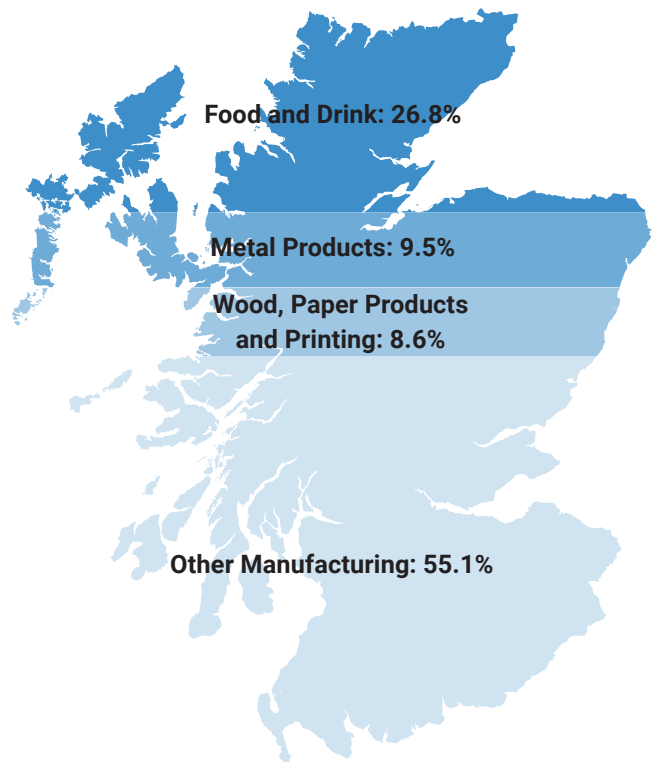 Food and Drink: 26.8%
Metal Products: 9.5%
Wood, Paper Products
and Printing: 8.6%
Other Manufacturing: 55.1%